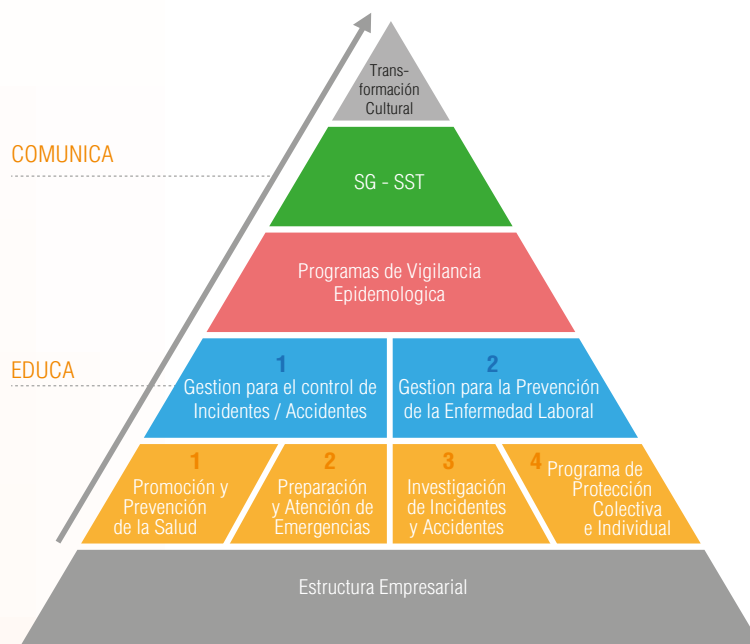 Trans-
formación
Cultural
COMUNICA
SG - SST
Programas de Vigilancia
Epidemologica
EDUCA
1
Gestion para el control de
Incidentes / Accidentes
2
Gestion para la Prevención
de la Enfermedad Laboral
1
Promoción y
Prevención
de la Salud
2
Preparación
y Atención de
Emergencias
3
Investigación
de Incidentes
y Accidentes
4 Programa de
Protección
Colectiva
e Individual
Estructura Empresarial